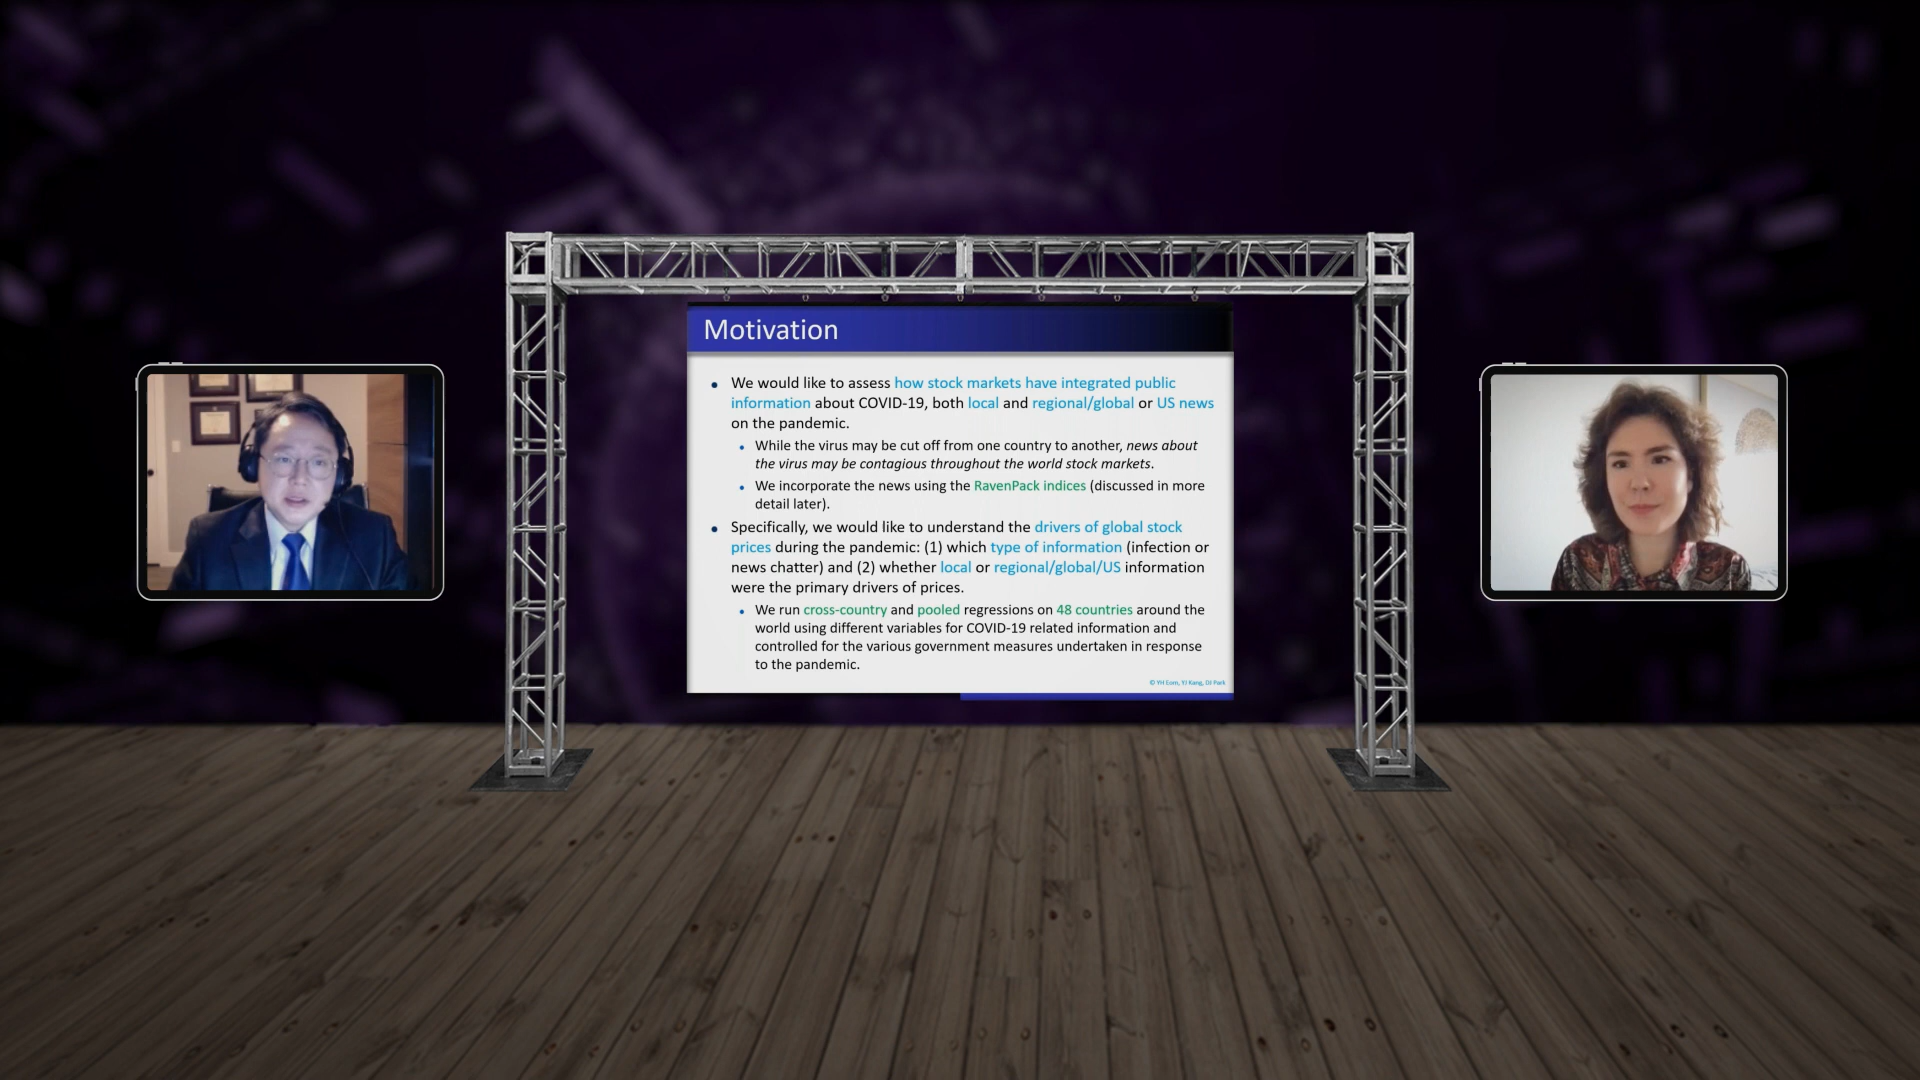 Motivation
We would like to assess how stock markets have integrated public
information about COVID-19, both local and regional/global or US news
on the pandemic.
While the virus may be cut off from one country to another, news about
the virus may be contagious throughout the world stock markets.
We incorporate the news using the RavenPack indices (discussed in more
detail later).
Specifically, we would like to understand the drivers of global stock
prices during the pandemic: (1) which type of information (infection or
news chatter) and (2) whether local or regional/global/US information
were the primary drivers of prices.
We run cross-country and pooled regressions on 48 countries around the
world using different variables for COVID-19 related information and
controlled for the various government measures undertaken in response
to the pandemic.
© YH Eom, YJ Kang, DJ Park